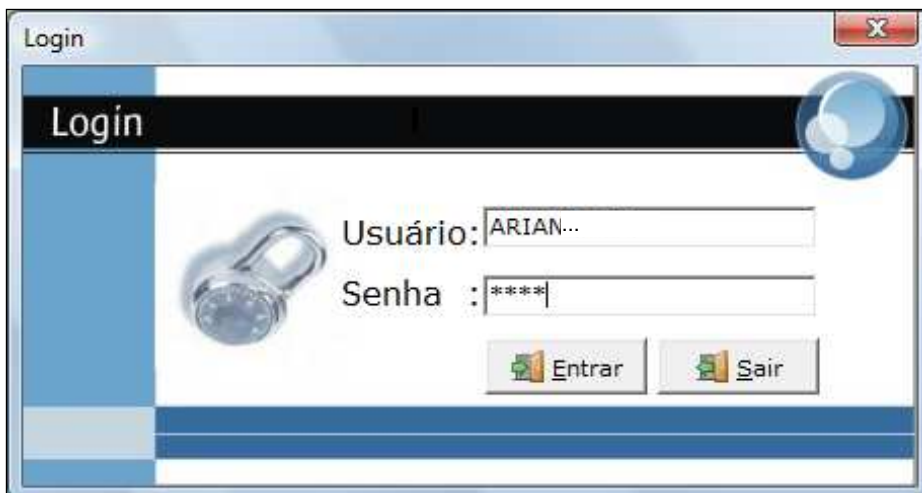 Login
Login
Usuário: ARIAN...
Senha : ****
Entrar Sair